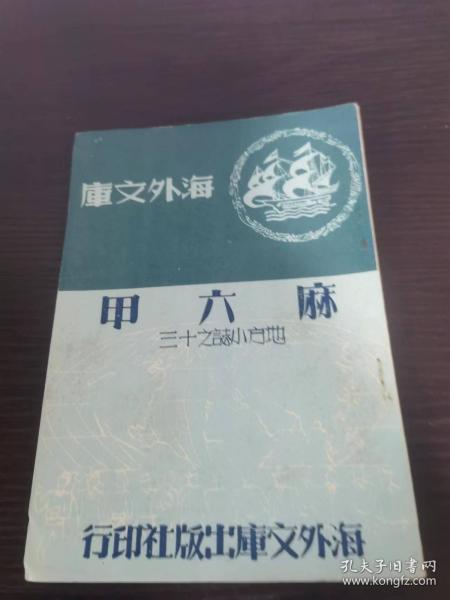 海外文庫
麻六甲
地方小誌之十三
海外文庫出版社印行
孔夫子旧书网
www.kongfz.com